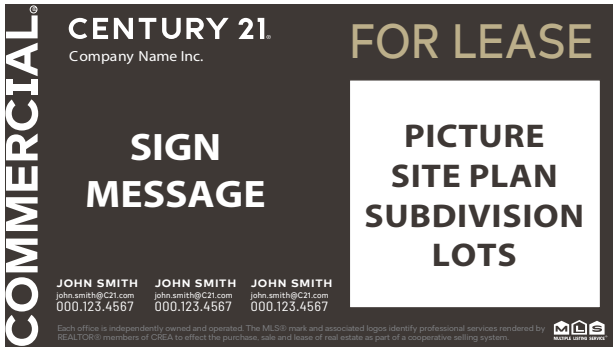 COMMERCIAL®
CENTURY 21®
Company Name Inc.
FOR LEASE
SIGN
MESSAGE
PICTURE
SITE PLAN
SUBDIVISION
LOTS
JOHN SMITH
john.smith@C21.com
000.123.4567
JOHN SMITH
john.smith@C21.com
000.123.4567
JOHN SMITH
john.smith@C21.com
000.123.4567
Each office is independently owned and operated. The MLS® mark and associated logos identify professional services rendered by
REALTOR® members of CREA to effect the purchase, sale and lease of real estate as part of a cooperative selling system.
MLS
MULTIPLE LISTING SERVICE®